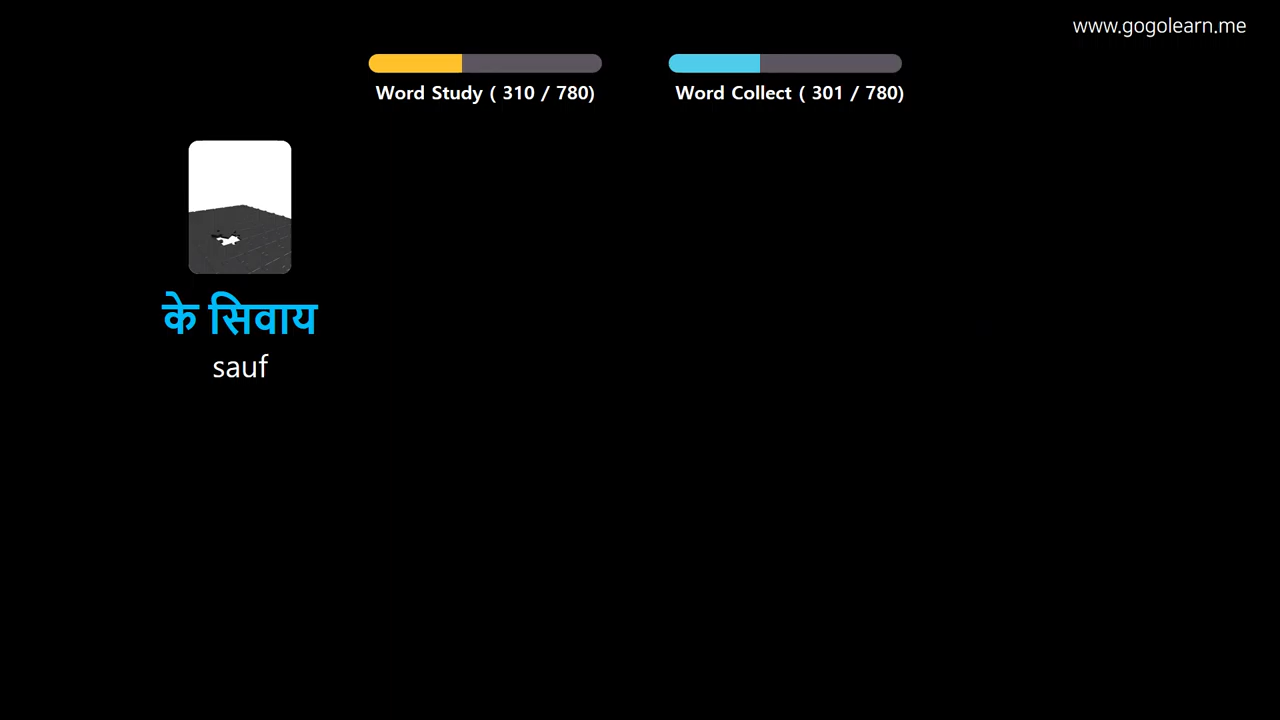 www.gogolearn.me
Word Study ( 310 / 780)
Word Collect ( 301 / 780)
के सिवाय
sauf